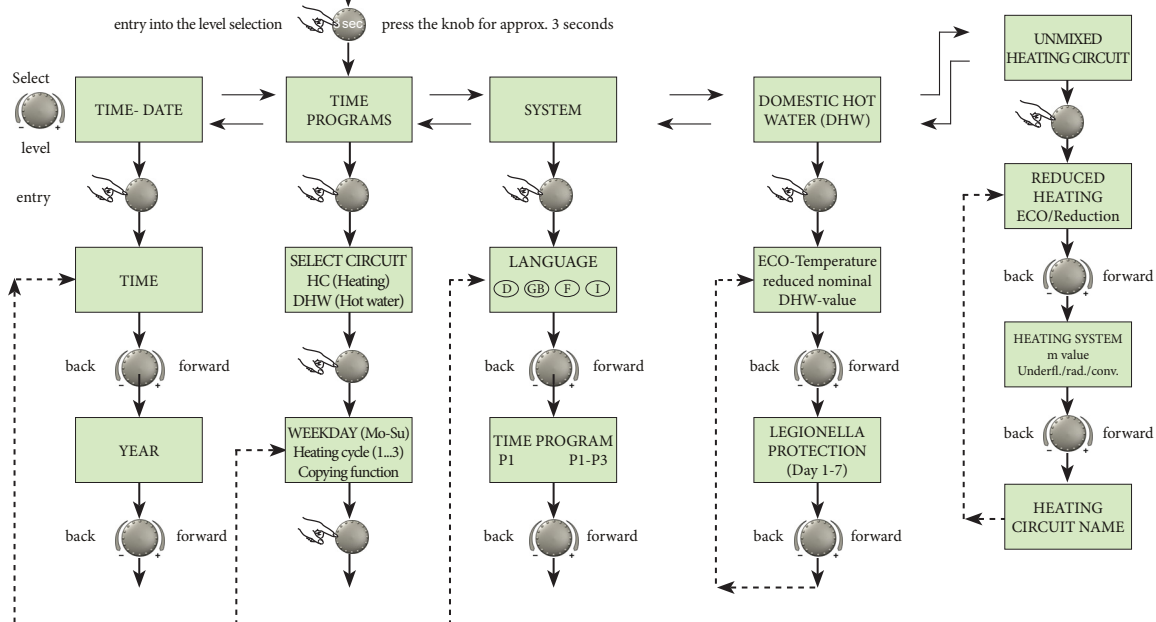 entry into the level selection
3 sec
press the knob for approx. 3 seconds
Select
- +
level
entry
TIME- DATE
TIME
back forward
- +
YEAR
back forward
- +
TIME
PROGRAMS
SELECT CIRCUIT
HC (Heating)
DHW (Hot water)
WEEKDAY (Mo-Su)
Heating cycle (1...3)
Copying function
SYSTEM
LANGUAGE
D GB F I
back forward
- +
TIME PROGRAM
P1 P1-P3
back forward
- +
DOMESTIC HOT
WATER (DHW)
ECO-Temperature
reduced nominal
DHW-value
back forward
- +
LEGIONELLA
PROTECTION
(Day 1-7)
back forward
- +
UNMIXED
HEATING CIRCUIT
REDUCED
HEATING
ECO/Reduction
back forward
- +
HEATING SYSTEM
m value
Underfl./rad./conv.
back forward
- +
HEATING
CIRCUIT NAME